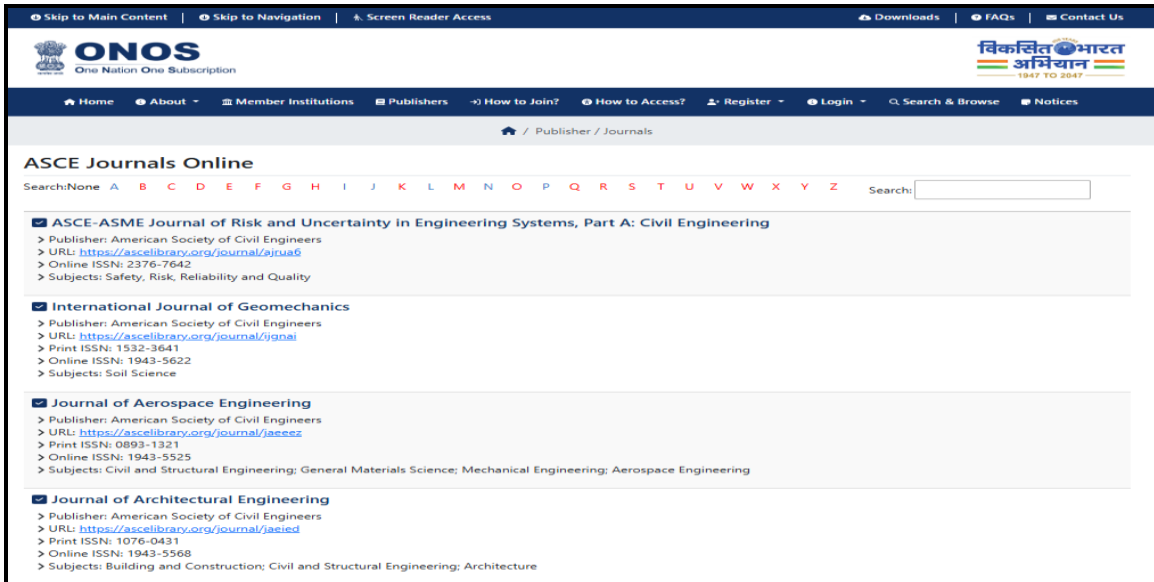 Skip to Main Content | Skip to Navigation | Screen Reader Access Downloads | FAQs | Contact Us
ONOS
One Nation One Subscription
विकसित भारत
अभियान
1947 TO 2047
Home About Member Institutions Publishers How to Join? How to Access? Register Login Search & Browse Notices
/ Publisher / Journals
ASCE Journals Online
Search:None A B C D E F G H I J K L M N O P Q R S T U V W X Y Z Search:
ASCE-ASME Journal of Risk and Uncertainty in Engineering Systems, Part A: Civil Engineering
> Publisher: American Society of Civil Engineers
> URL: https://ascelibrary.org/journal/ajrua6
> Online ISSN: 2376-7642
> Subjects: Safety, Risk, Reliability and Quality
International Journal of Geomechanics
> Publisher: American Society of Civil Engineers
> URL: https://ascelibrary.org/journal/ijgnai
> Print ISSN: 1532-3641
> Online ISSN: 1943-5622
> Subjects: Soil Science
Journal of Aerospace Engineering
> Publisher: American Society of Civil Engineers
> URL: https://ascelibrary.org/journal/jaeeez
> Print ISSN: 0893-1321
> Online ISSN: 1943-5525
> Subjects: Civil and Structural Engineering; General Materials Science; Mechanical Engineering; Aerospace Engineering
Journal of Architectural Engineering
> Publisher: American Society of Civil Engineers
> URL: https://ascelibrary.org/journal/jaeied
> Print ISSN: 1076-0431
> Online ISSN: 1943-5568
> Subjects: Building and Construction; Civil and Structural Engineering; Architecture